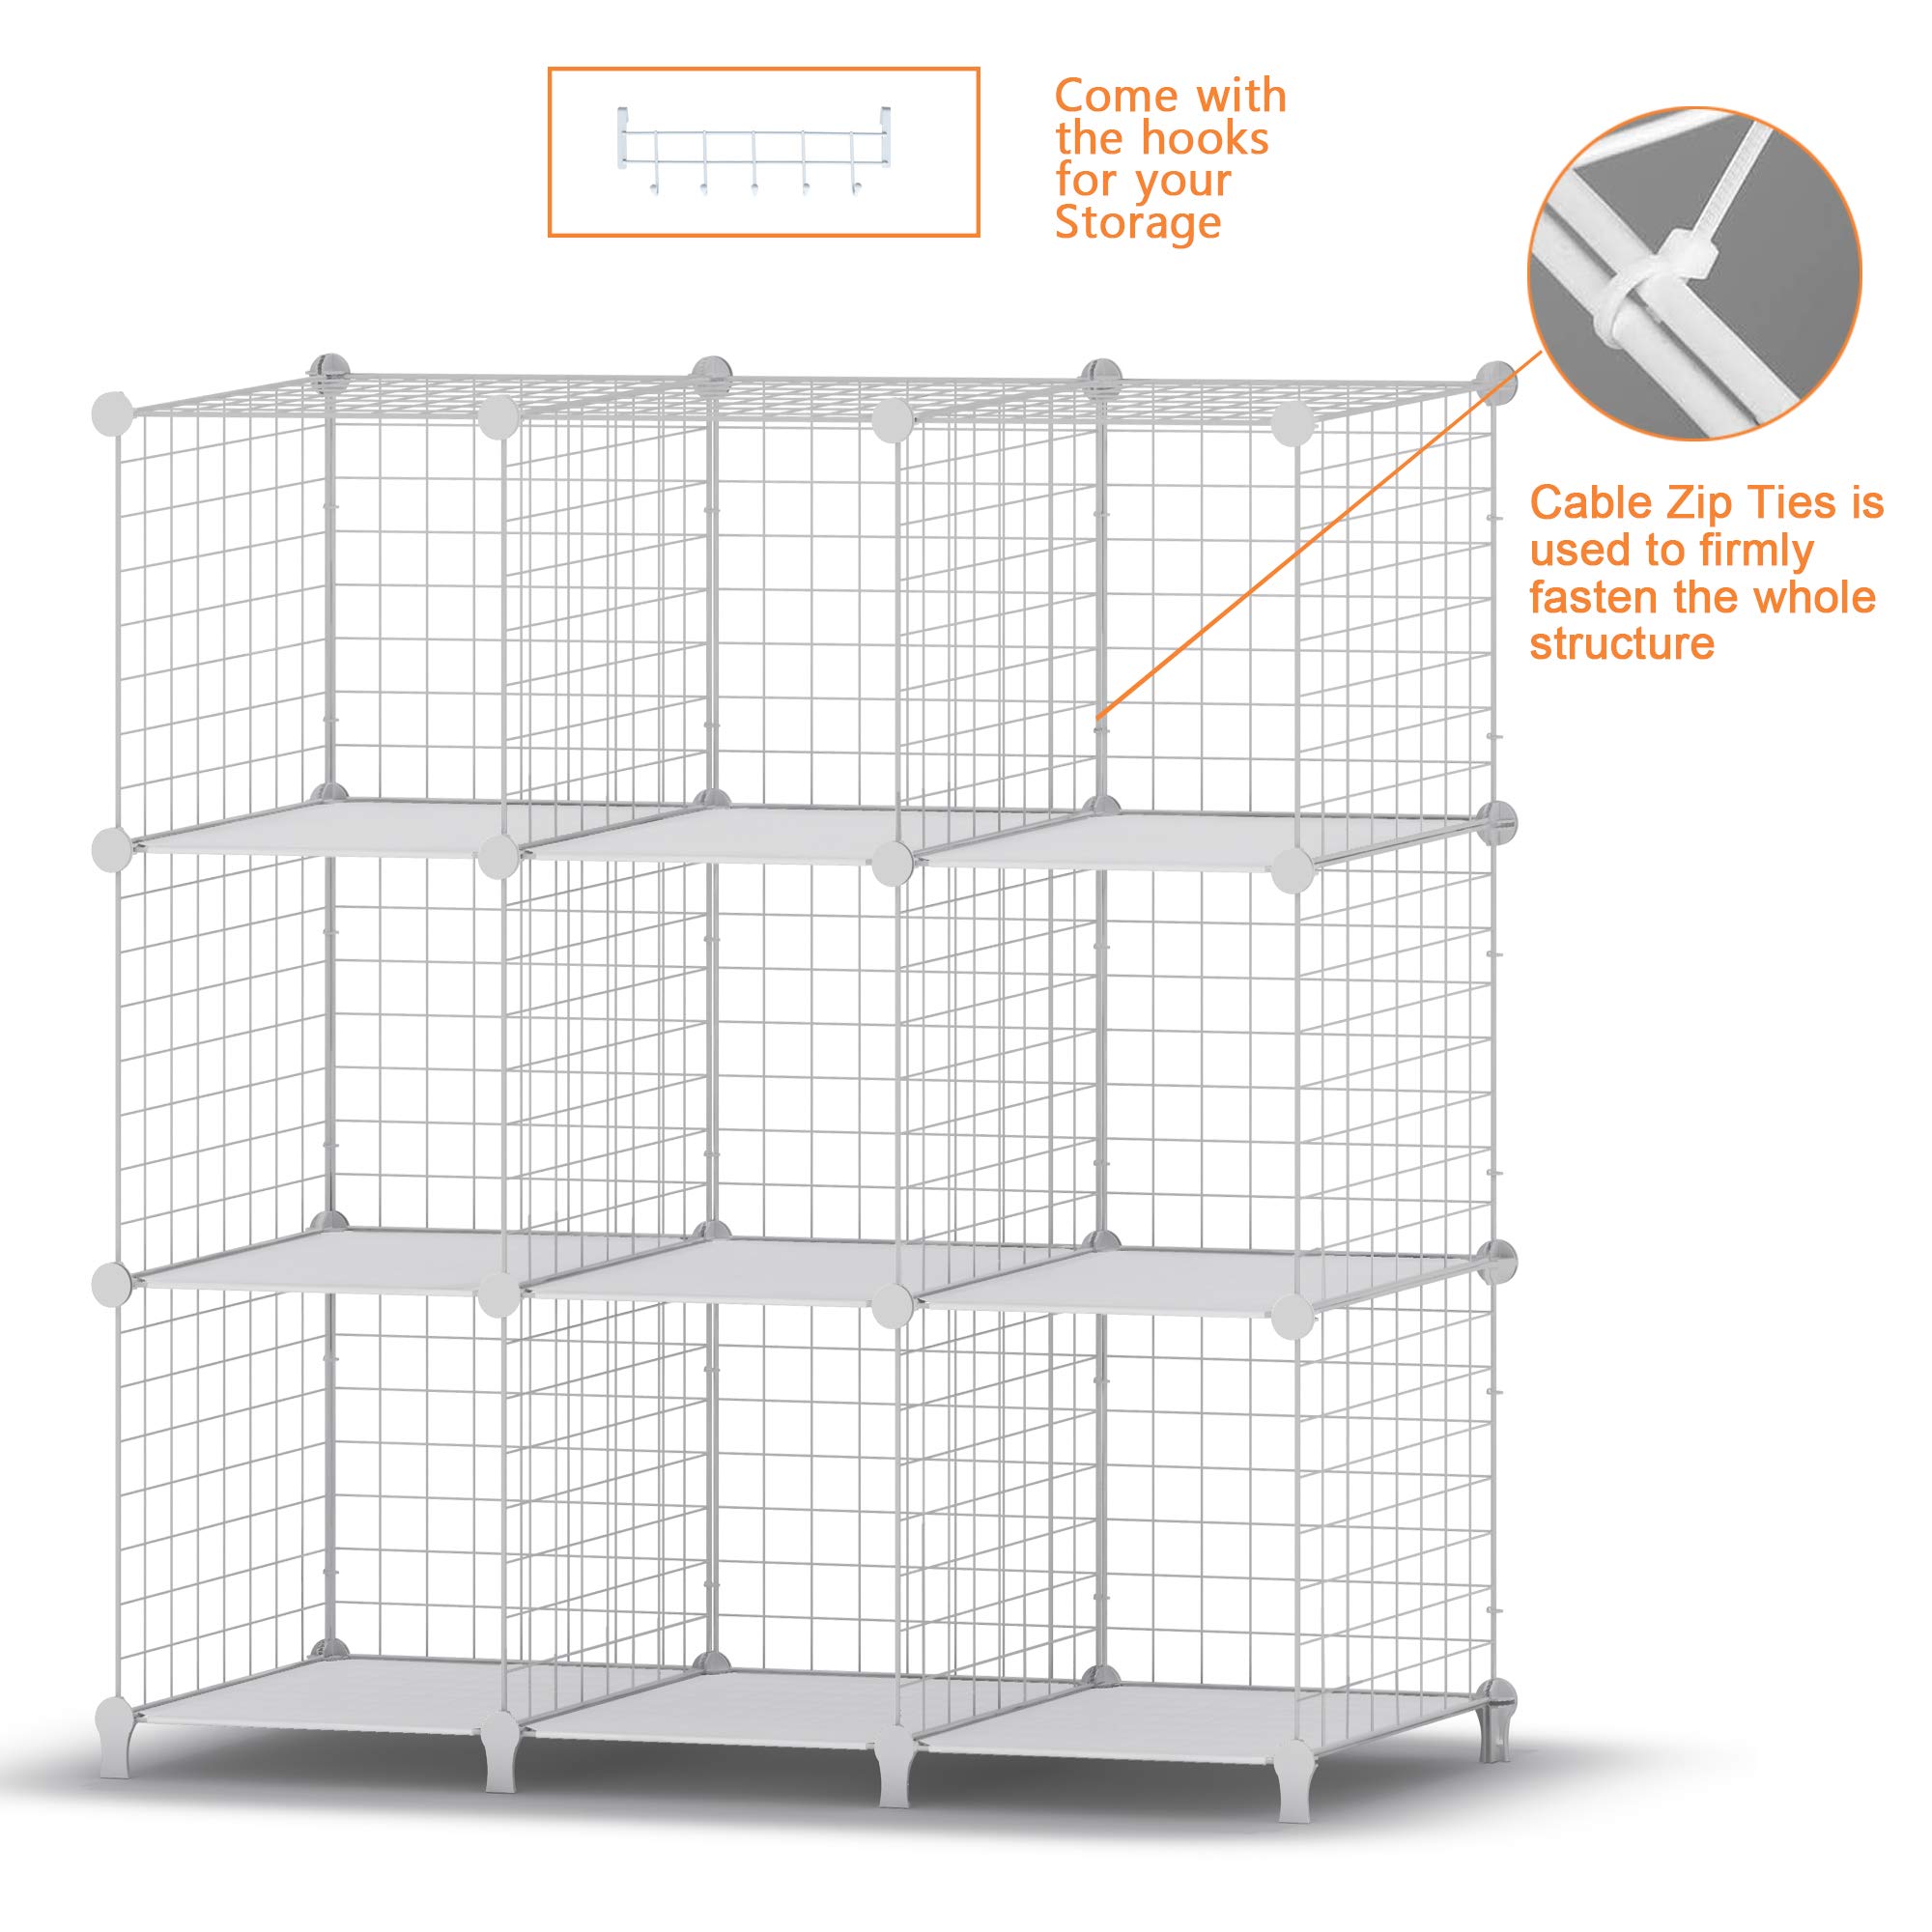 Come with
the hooks
for your
Storage
Cable Zip Ties is
used to firmly
fasten the whole
structure